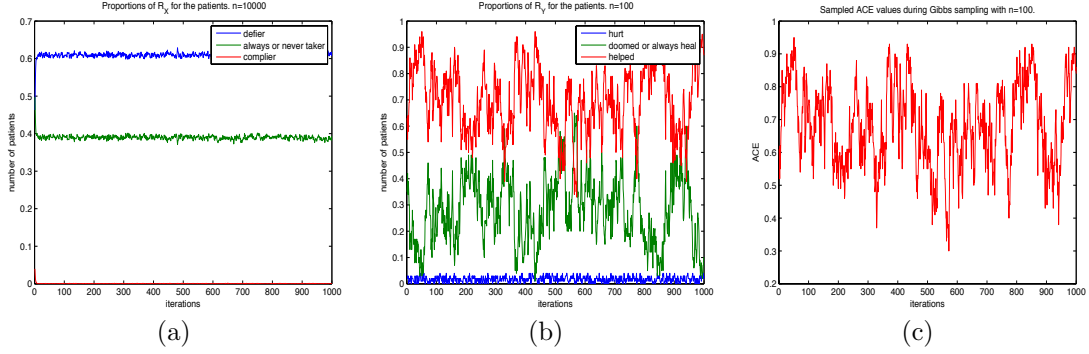 Proportions of R_X for the patients. n=10000
number of patients
0.7
0.6
0.5
0.4
0.3
0.2
0.1
0
0 100 200 300 400 500 600 700 800 900 1000
iterations
defier
always or never taker
complier
(a)
Proportions of R_Y for the patients. n=100
number of patients
1
0.9
0.8
0.7
0.6
0.5
0.4
0.3
0.2
0.1
0
0 100 200 300 400 500 600 700 800 900 1000
iterations
hurt
doomed or always heal
helped
(b)
Sampled ACE values during Gibbs sampling with n=100.
ACE
1
0.9
0.8
0.7
0.6
0.5
0.4
0.3
0.2
0 100 200 300 400 500 600 700 800 900 1000
iterations
(c)